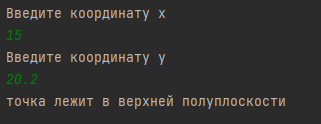 Введите координату x
15
Введите координату y
20.2
точка лежит в верхней полуплоскости